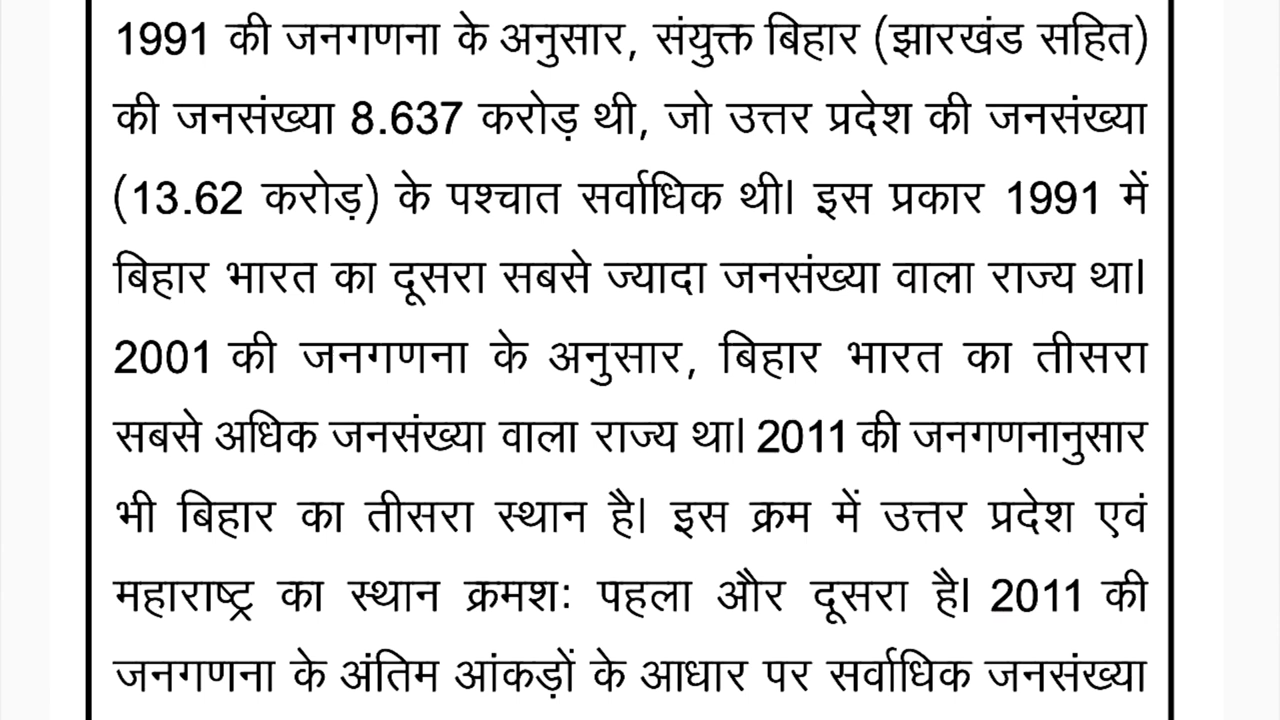 1991 की जनगणना के अनुसार, संयुक्त बिहार (झारखंड सहित)
की जनसंख्या 8.637 करोड़ थी, जो उत्तर प्रदेश की जनसंख्या
(13.62 करोड़) के पश्चात सर्वाधिक थी। इस प्रकार 1991 में
बिहार भारत का दूसरा सबसे ज्यादा जनसंख्या वाला राज्य था।
2001 की जनगणना के अनुसार, बिहार भारत का तीसरा
सबसे अधिक जनसंख्या वाला राज्य था। 2011 की जनगणनानुसार
भी बिहार का तीसरा स्थान है। इस क्रम में उत्तर प्रदेश एवं
महाराष्ट्र का स्थान क्रमशः पहला और दूसरा है। 2011 की
जनगणना के अंतिम आंकड़ों के आधार पर सर्वाधिक जनसंख्या